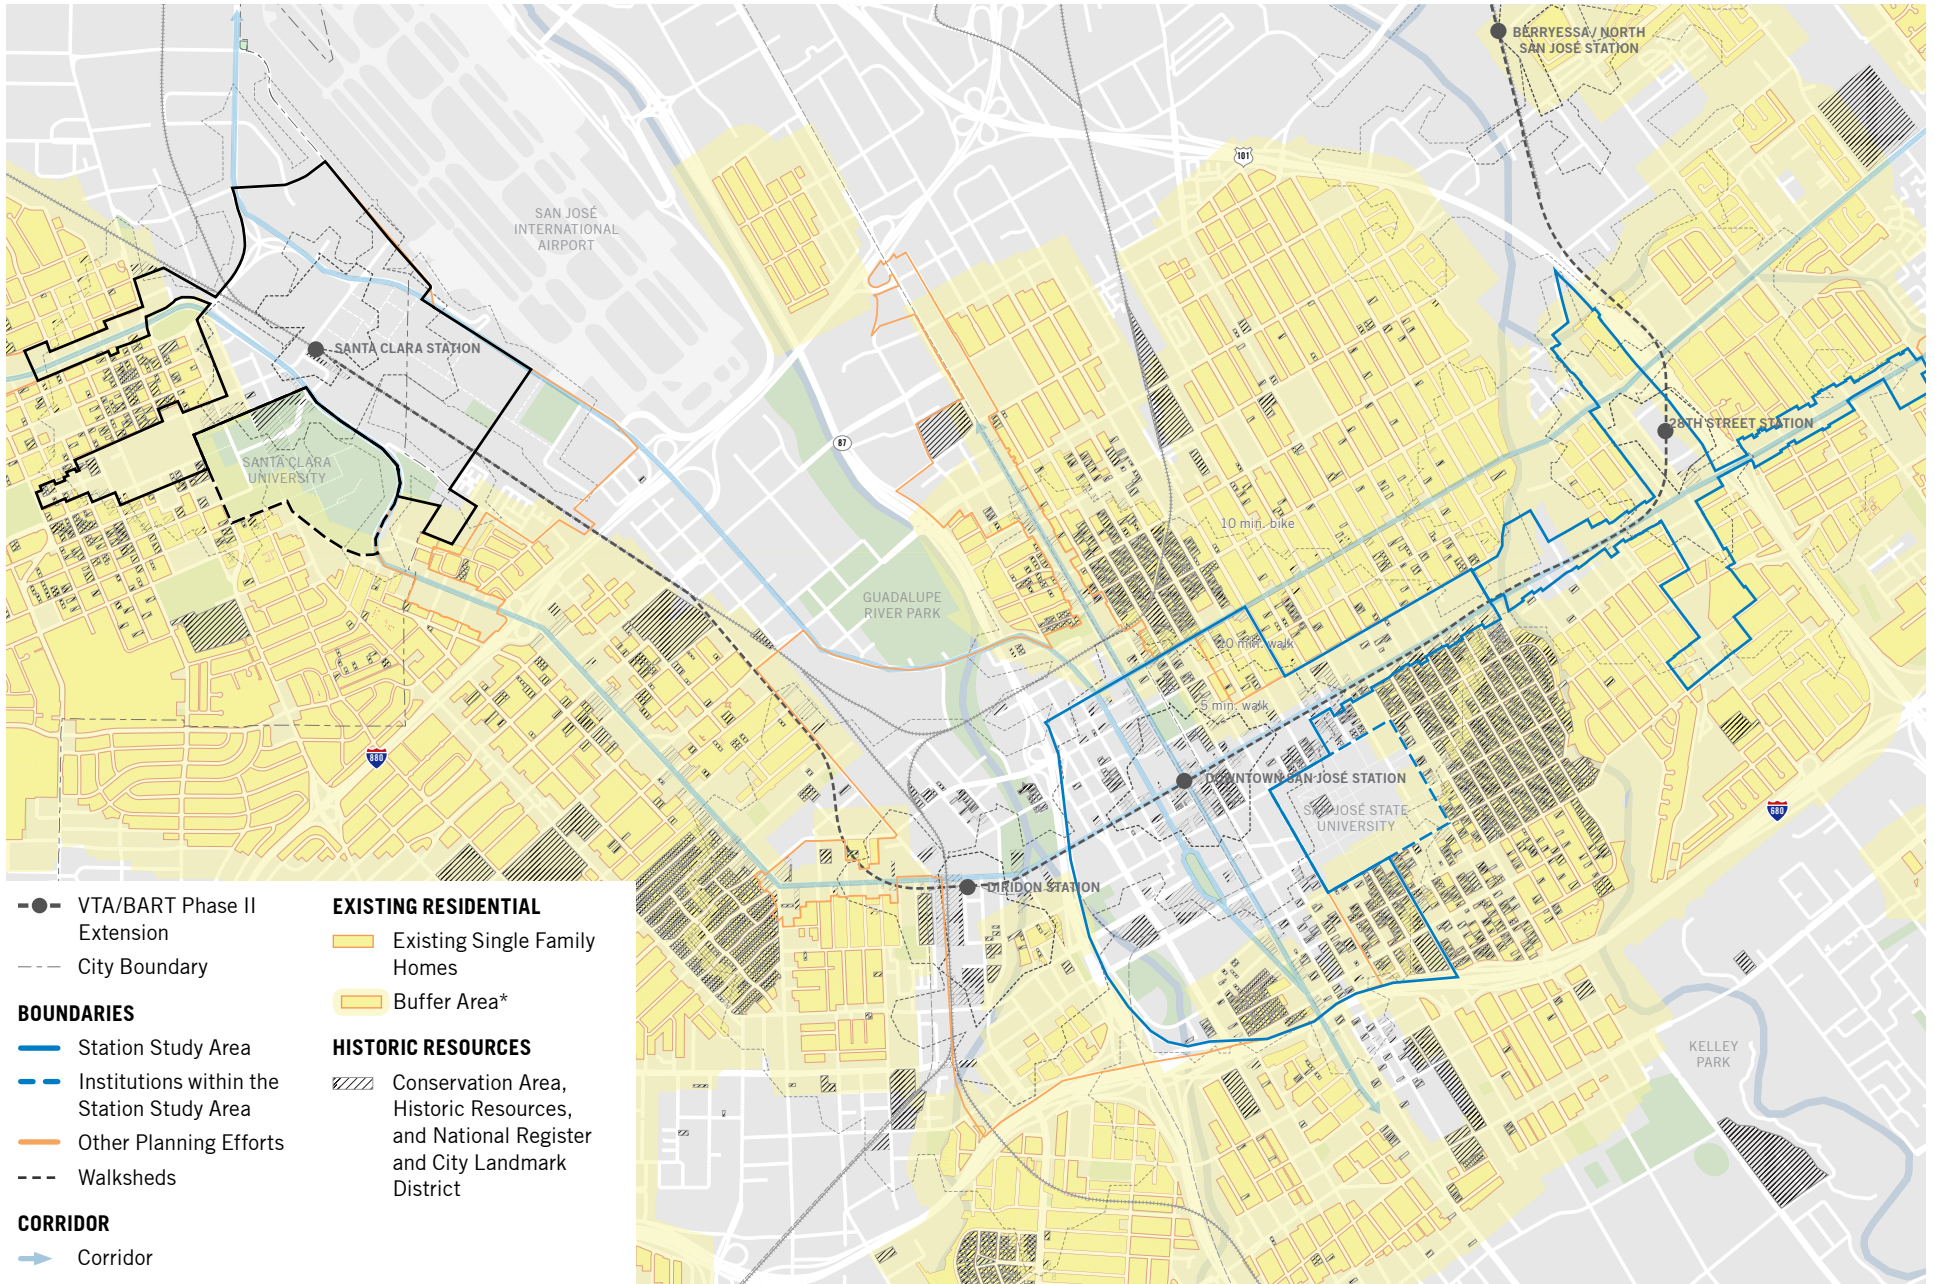 BERRYESSA / NORTH
SAN JOSÉ STATION
101
SAN JOSÉ
INTERNATIONAL
AIRPORT
SANTA CLARA STATION
28TH STREET STATION
87
SANTA CLARA
UNIVERSITY
10 min. bike
GUADALUPE
RIVER PARK
10 min. walk
5 min. walk
880
DOWNTOWN SAN JOSÉ STATION
SAN JOSÉ STATE
UNIVERSITY
680
DIRIDON STATION
KELLEY
PARK
VTA/BART Phase II
Extension
City Boundary
BOUNDARIES
Station Study Area
Institutions within the
Station Study Area
Other Planning Efforts
Walksheds
CORRIDOR
Corridor
EXISTING RESIDENTIAL
Existing Single Family
Homes
Buffer Area*
HISTORIC RESOURCES
Conservation Area,
Historic Resources,
and National Register
and City Landmark
District